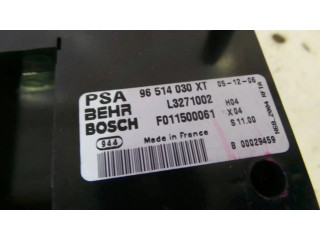 PSA 96 514 030 XT 05-12-06
BEHR L3271002 H04
BOSCH F011500061 X 04
944 Made in France S 11.00
B 00029459